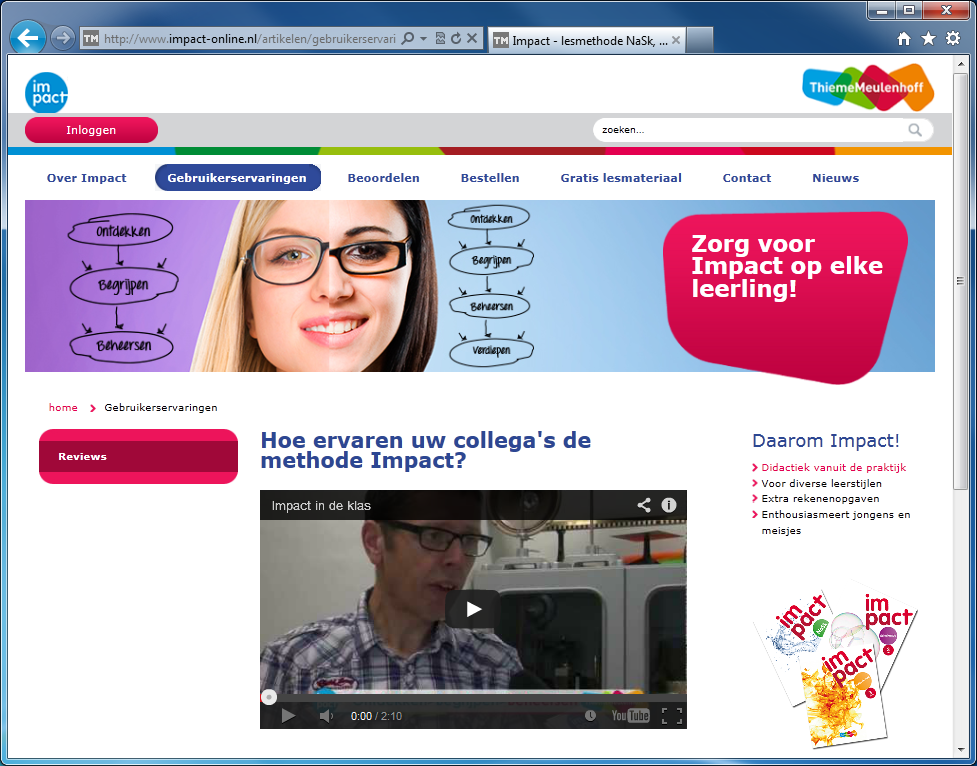 http://www.impact-online.nl/artikelen/gebruikerservari
TM Impact - lesmethode NaSk, ...
im
pact
ThiemeMeulenhoff
Inloggen
zoeken...
Over Impact
Gebruikerservaringen
Beoordelen
Bestellen
Gratis lesmateriaal
Contact
Nieuws
Ontdekken
Begrijpen
Beheersen
Ontdekken
Begrijpen
Beheersen
Verdiepen
Zorg voor
Impact op elke
leerling!
home
Gebruikerservaringen
Reviews
Hoe ervaren uw collega's de
methode Impact?
Impact in de klas
0:00 / 2:10
YouTube
Daarom Impact!
Didactiek vanuit de praktijk
Voor diverse leerstijlen
Extra rekenenopgaven
Enthousiasmeert jongens en
meisjes
im
pact
im
pact
im
pact